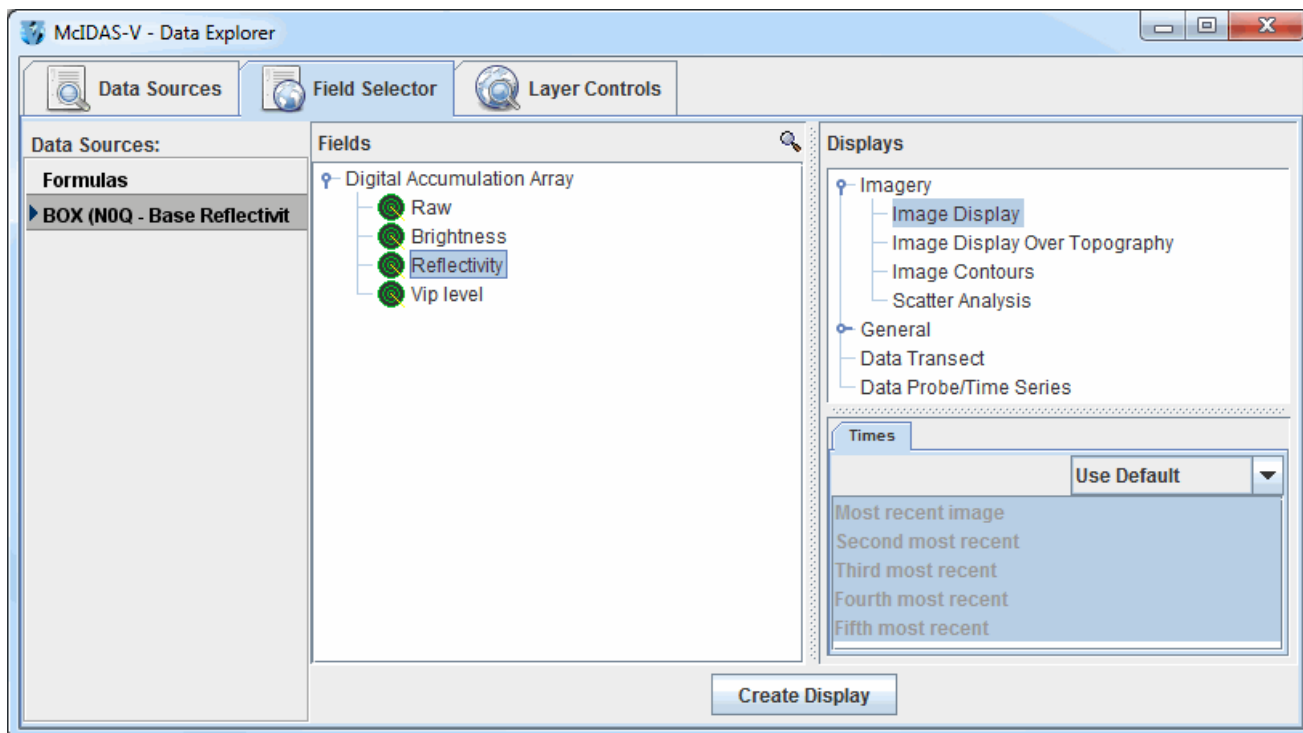 McIDAS-V - Data Explorer
Data Sources
Field Selector
Layer Controls
Data Sources:
Formulas
BOX (N0Q - Base Reflectivit
Fields
Digital Accumulation Array
Raw
Brightness
Reflectivity
Vip level
Displays
Imagery
Image Display
Image Display Over Topography
Image Contours
Scatter Analysis
General
Data Transect
Data Probe/Time Series
Times
Use Default
Most recent image
Second most recent
Third most recent
Fourth most recent
Fifth most recent
Create Display